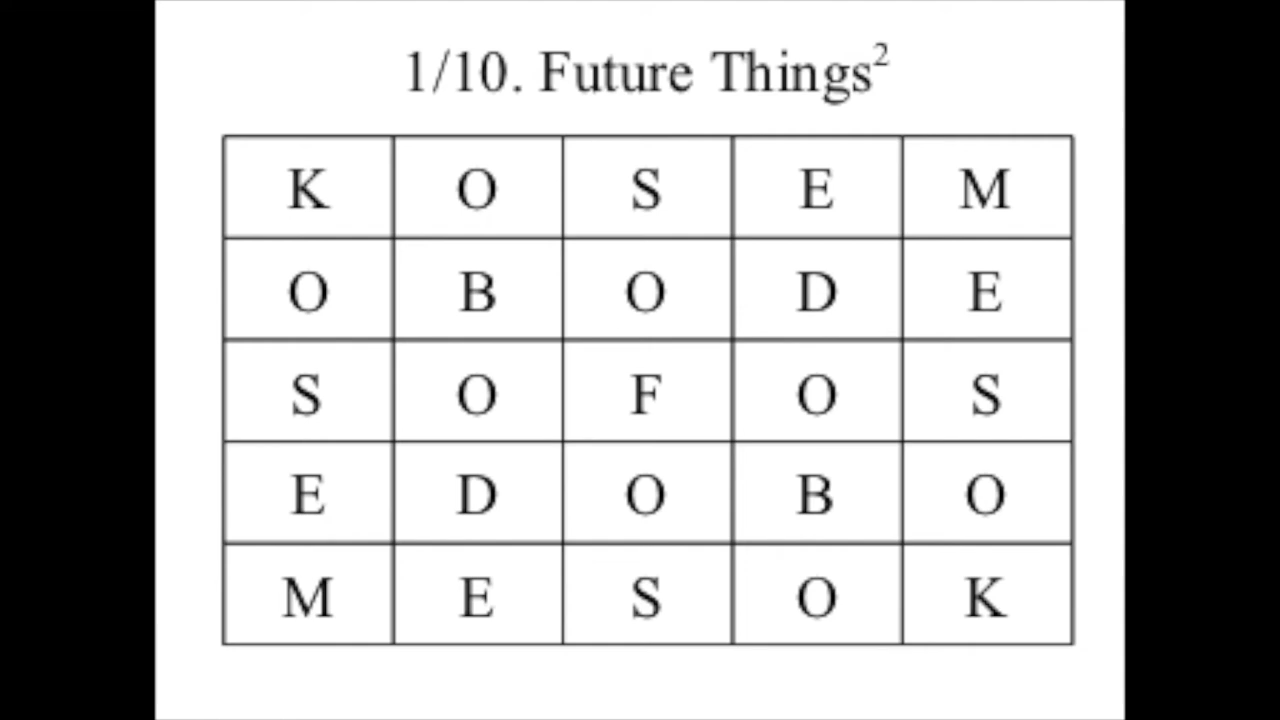 1/10. Future Things²
K O S E M
O B O D E
S O F O S
E D O B O
M E S O K